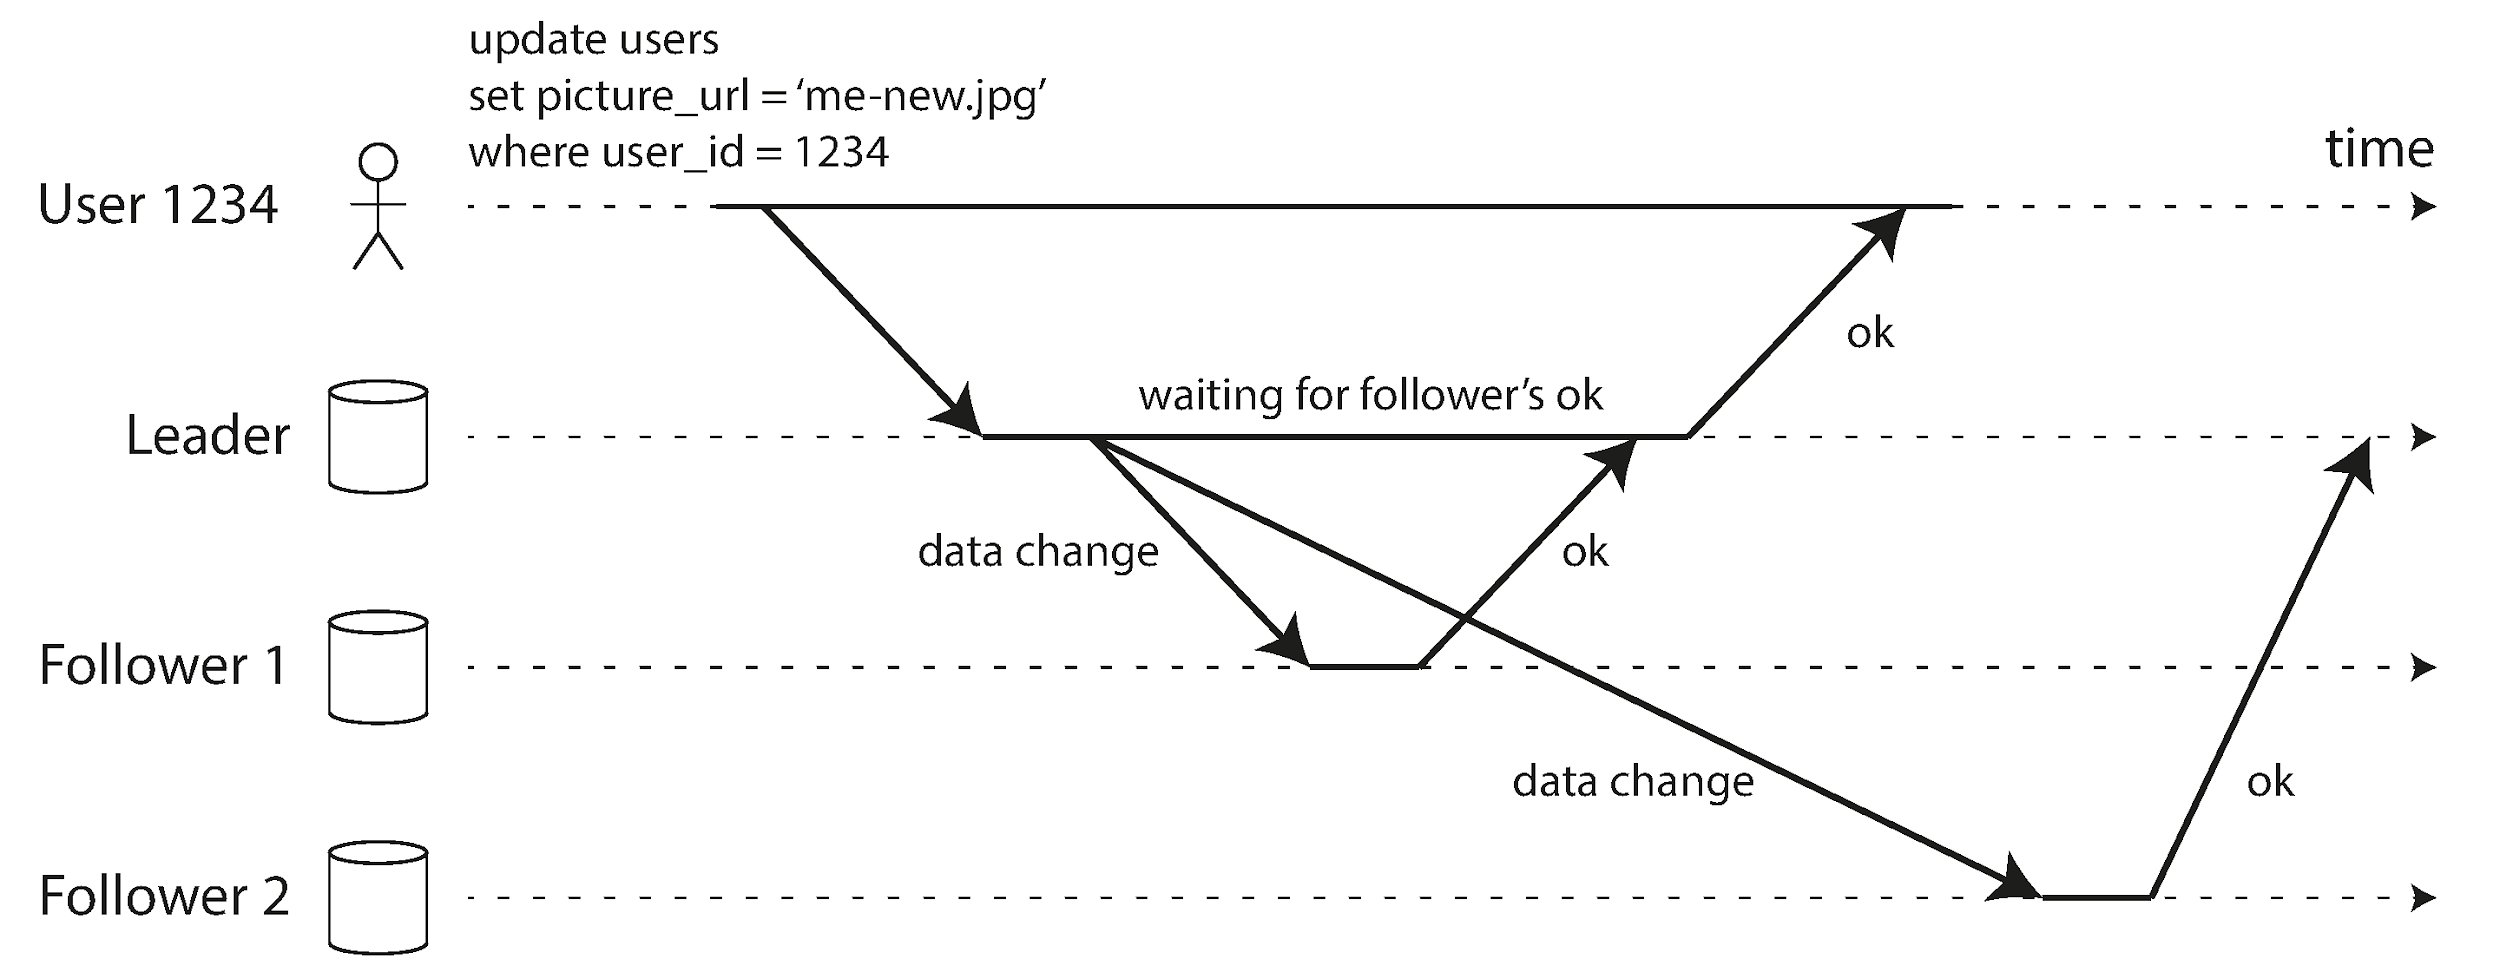 update users
set picture_url = ‘me-new.jpg’
where user_id = 1234
time
User 1234
ok
waiting for follower’s ok
Leader
data change
ok
Follower 1
data change
ok
Follower 2